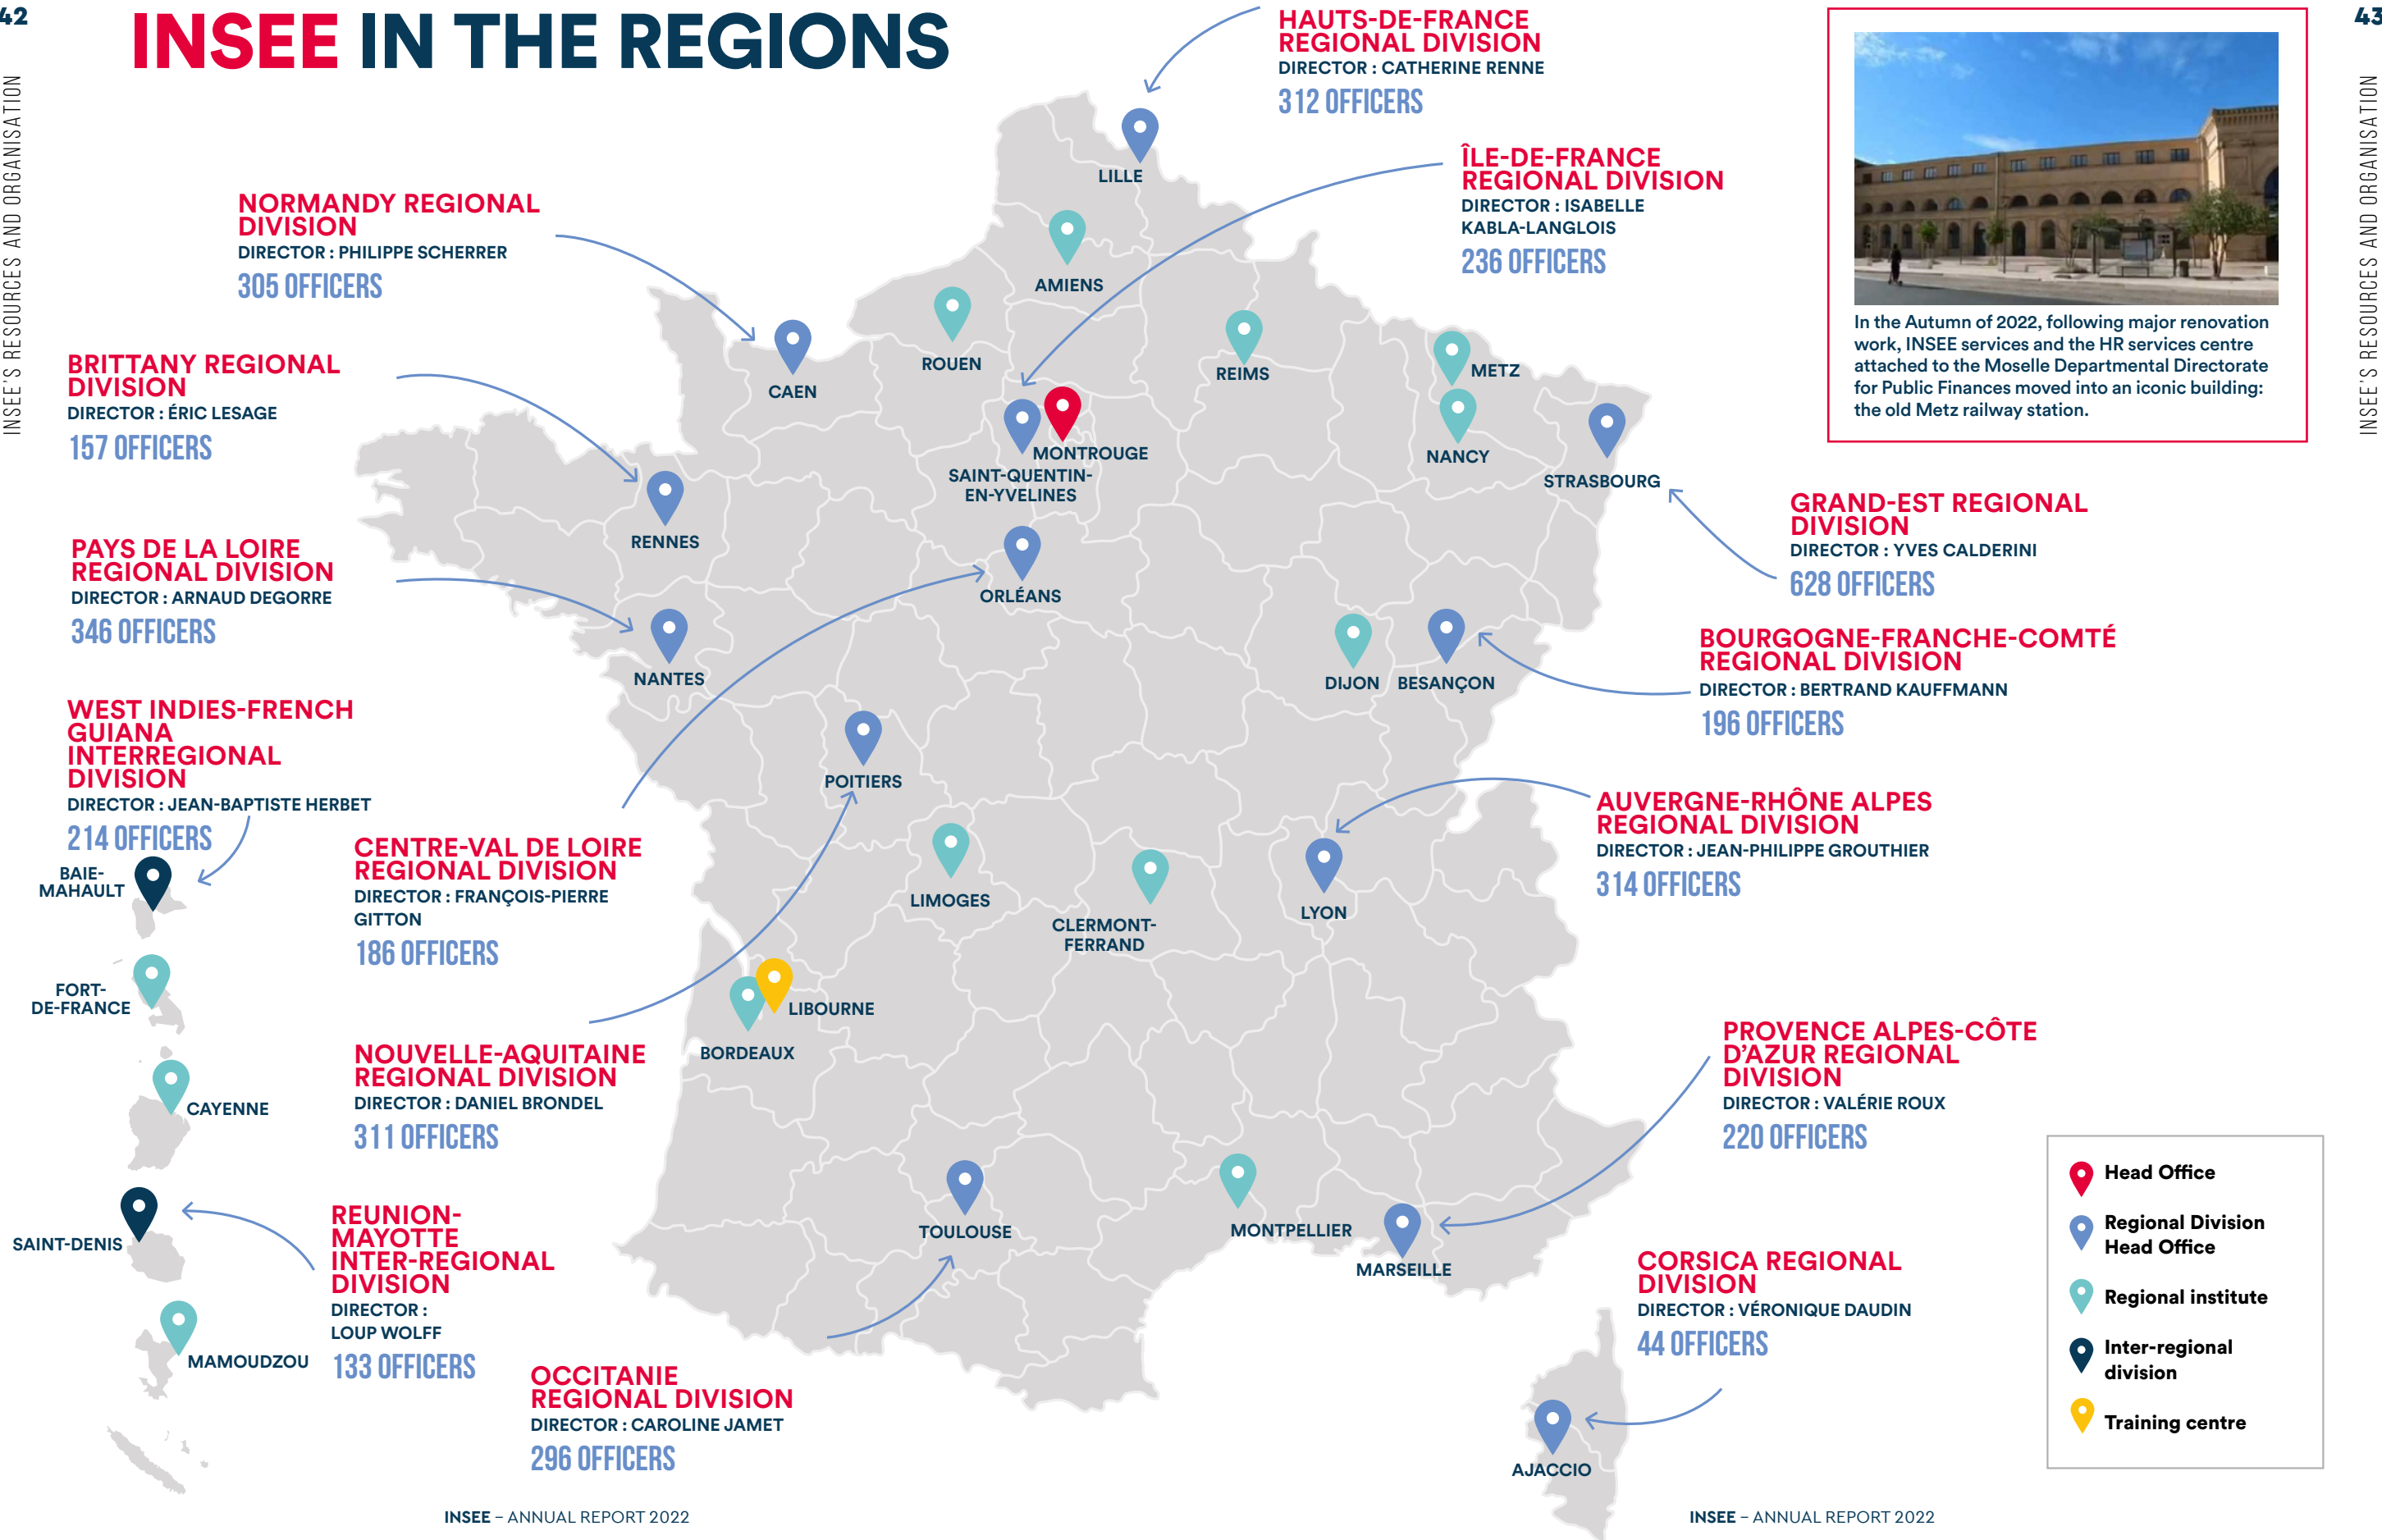 42
INSEE'S RESOURCES AND ORGANISATION
INSEE IN THE REGIONS
HAUTS-DE-FRANCE
REGIONAL DIVISION
DIRECTOR : CATHERINE RENNE
312 OFFICERS
ÎLE-DE-FRANCE
REGIONAL DIVISION
DIRECTOR : ISABELLE
KABLA-LANGLOIS
236 OFFICERS
NORMANDY REGIONAL
DIVISION
DIRECTOR : PHILIPPE SCHERRER
305 OFFICERS
BRITTANY REGIONAL
DIVISION
DIRECTOR : ÉRIC LESAGE
157 OFFICERS
PAYS DE LA LOIRE
REGIONAL DIVISION
DIRECTOR : ARNAUD DEGORRE
346 OFFICERS
WEST INDIES-FRENCH
GUIANA
INTERREGIONAL
DIVISION
DIRECTOR : JEAN-BAPTISTE HERBET
214 OFFICERS
BAIE-
MAHAULT
FORT-
DE-FRANCE
CAYENNE
SAINT-DENIS
MAMOUDZOU
CENTRE-VAL DE LOIRE
REGIONAL DIVISION
DIRECTOR : FRANÇOIS-PIERRE
GITTON
186 OFFICERS
NOUVELLE-AQUITAINE
REGIONAL DIVISION
DIRECTOR : DANIEL BRONDEL
311 OFFICERS
REUNION-
MAYOTTE
INTER-REGIONAL
DIVISION
DIRECTOR :
LOUP WOLFF
133 OFFICERS
OCCITANIE
REGIONAL DIVISION
DIRECTOR : CAROLINE JAMET
296 OFFICERS
LILLE
AMIENS
ROUEN
CAEN
REIMS
METZ
NANCY
STRASBOURG
MONTROUGE
SAINT-QUENTIN-
EN-YVELINES
RENNES
ORLÉANS
NANTES
DIJON
BESANÇON
POITIERS
LIMOGES
CLERMONT-
FERRAND
LYON
LIBOURNE
BORDEAUX
TOULOUSE
MONTPELLIER
MARSEILLE
AJACCIO
In the Autumn of 2022, following major renovation
work, INSEE services and the HR services centre
attached to the Moselle Departmental Directorate
for Public Finances moved into an iconic building:
the old Metz railway station.
GRAND-EST REGIONAL
DIVISION
DIRECTOR : YVES CALDERINI
628 OFFICERS
BOURGOGNE-FRANCHE-COMTÉ
REGIONAL DIVISION
DIRECTOR : BERTRAND KAUFFMANN
196 OFFICERS
AUVERGNE-RHÔNE ALPES
REGIONAL DIVISION
DIRECTOR : JEAN-PHILIPPE GROUTHIER
314 OFFICERS
PROVENCE ALPES-CÔTE
D'AZUR REGIONAL
DIVISION
DIRECTOR : VALÉRIE ROUX
220 OFFICERS
CORSICA REGIONAL
DIVISION
DIRECTOR : VÉRONIQUE DAUDIN
44 OFFICERS
Head Office
Regional Division
Head Office
Regional institute
Inter-regional
division
Training centre
43
INSEE'S RESOURCES AND ORGANISATION
INSEE – ANNUAL REPORT 2022
INSEE – ANNUAL REPORT 2022